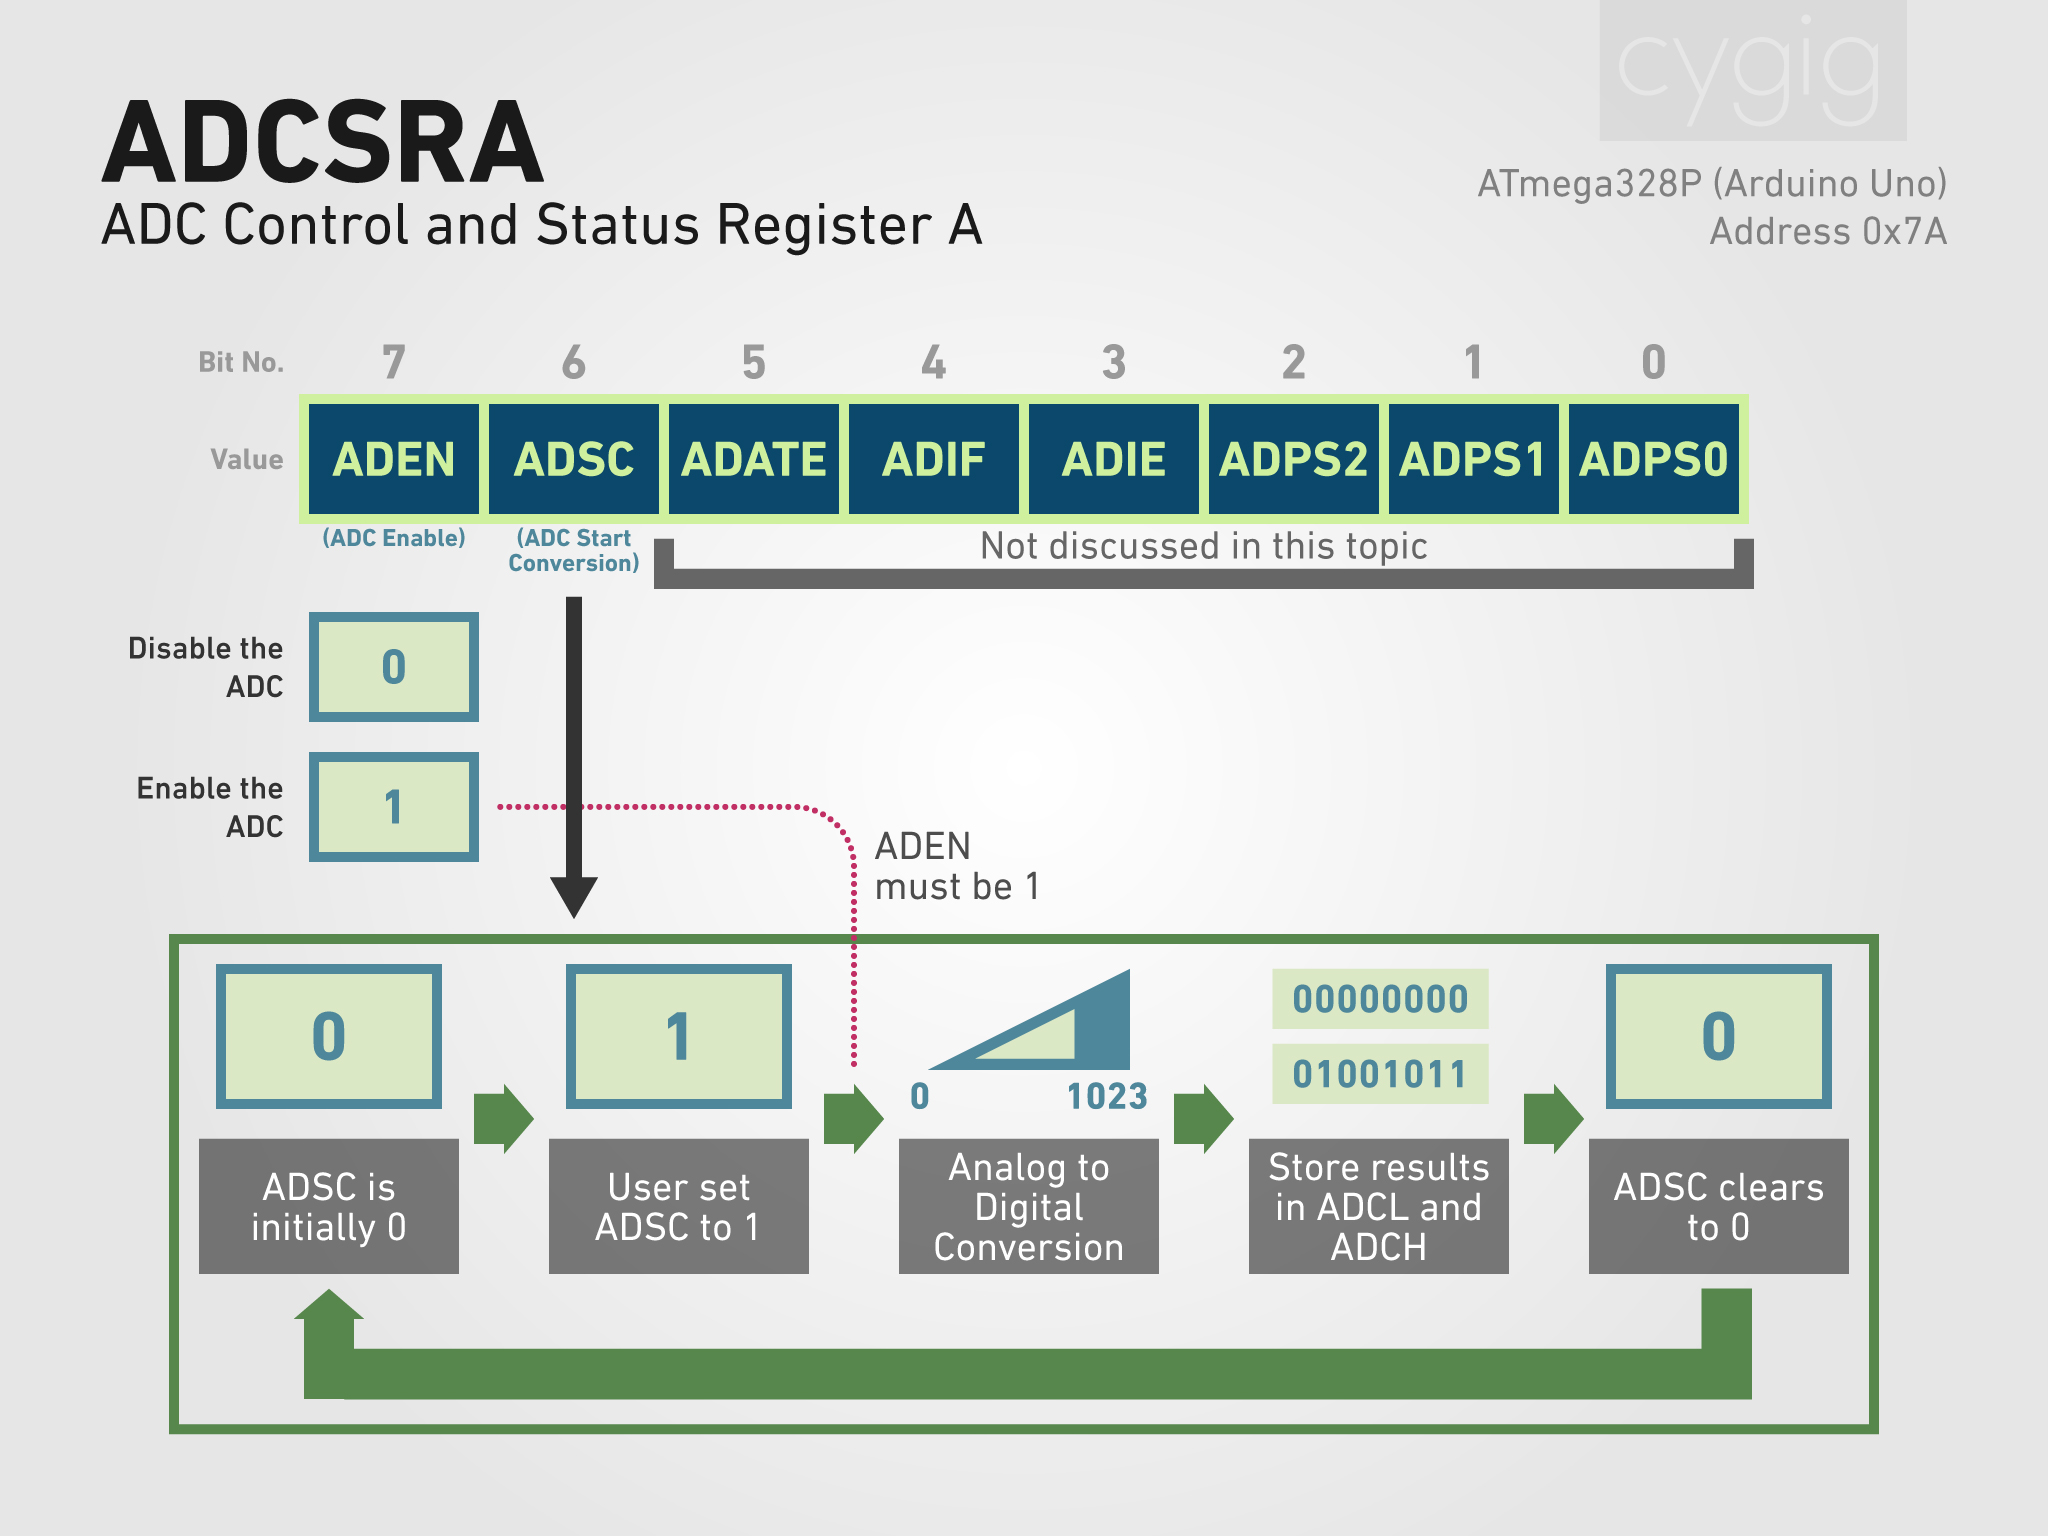 cygig
ADCSRA
ADC Control and Status Register A
ATmega328P (Arduino Uno)
Address 0x7A
Bit No. 7 6 5 4 3 2 1 0
Value ADEN ADSC ADATE ADIF ADIE ADPS2 ADPS1 ADPS0
(ADC Enable)
(ADC Start
Conversion)
Not discussed in this topic
Disable the
ADC
0
Enable the
ADC
1
ADEN
must be 1
0
ADSC is
initially 0
1
User set
ADSC to 1
0 1023
Analog to
Digital
Conversion
00000000
01001011
Store results
in ADCL and
ADCH
0
ADSC clears
to 0